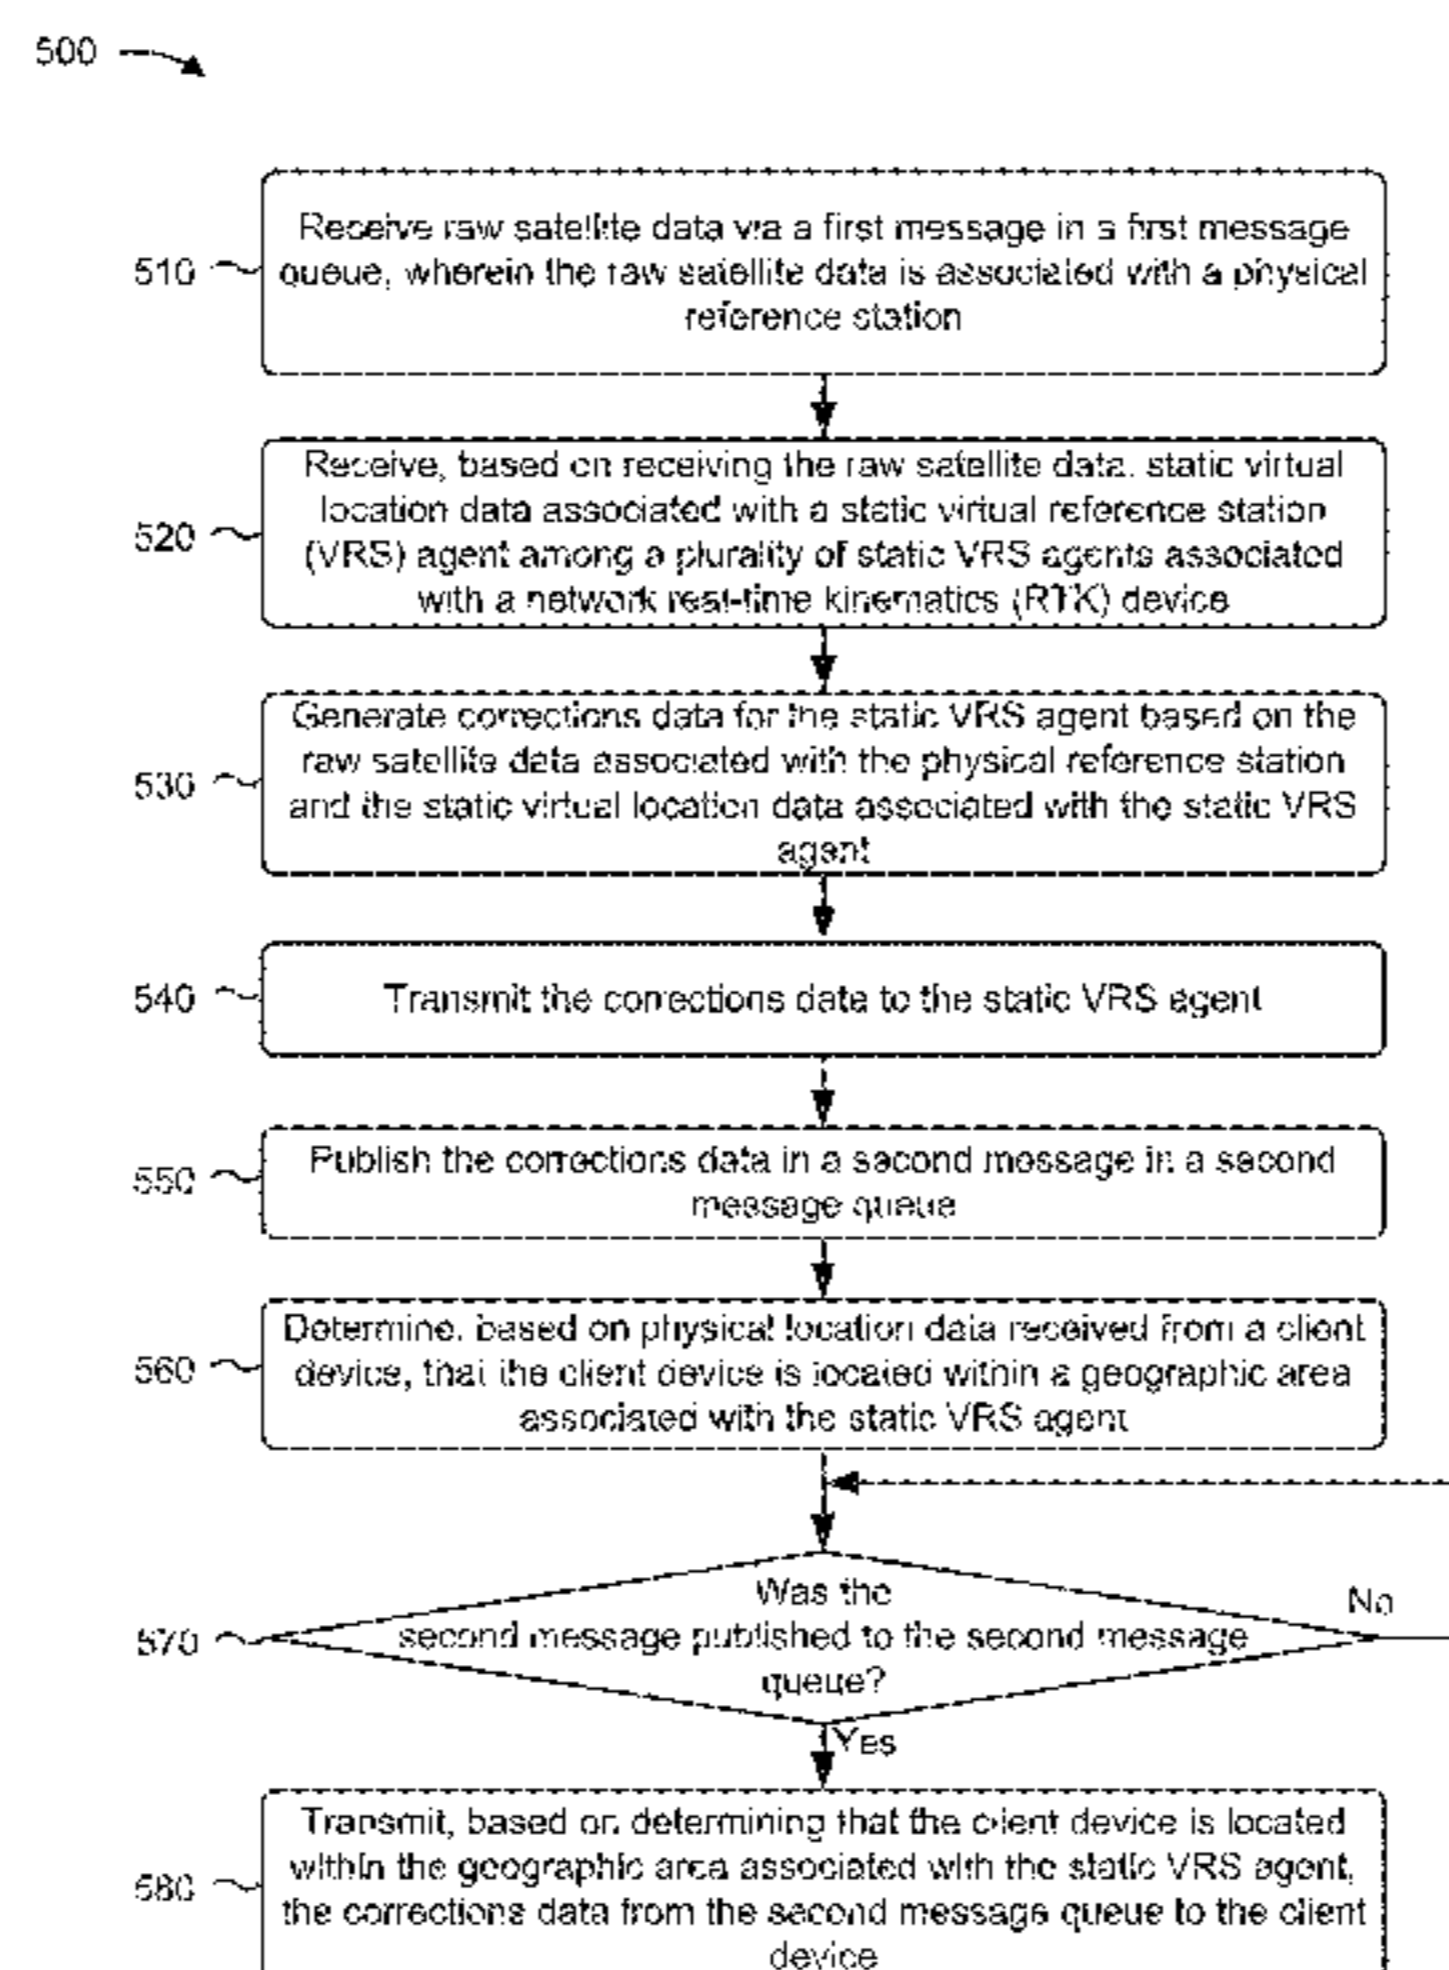 500
510
Receive raw satellite data via a first message in a first message
queue, wherein the raw satellite data is associated with a physical
reference station
520
Receive, based on receiving the raw satellite data, static virtual
location data associated with a static virtual reference station
(VRS) agent among a plurality of static VRS agents associated
with a network real-time kinematics (RTK) device
530
Generate corrections data for the static VRS agent based on the
raw satellite data associated with the physical reference station
and the static virtual location data associated with the static VRS
agent
540
Transmit the corrections data to the static VRS agent
550
Publish the corrections data in a second message in a second
message queue
560
Determine, based on physical location data received from a client
device, that the client device is located within a geographic area
associated with the static VRS agent
570
Was the
second message published to the second message
queue?
No
Yes
580
Transmit, based on determining that the client device is located
within the geographic area associated with the static VRS agent,
the corrections data from the second message queue to the client
device